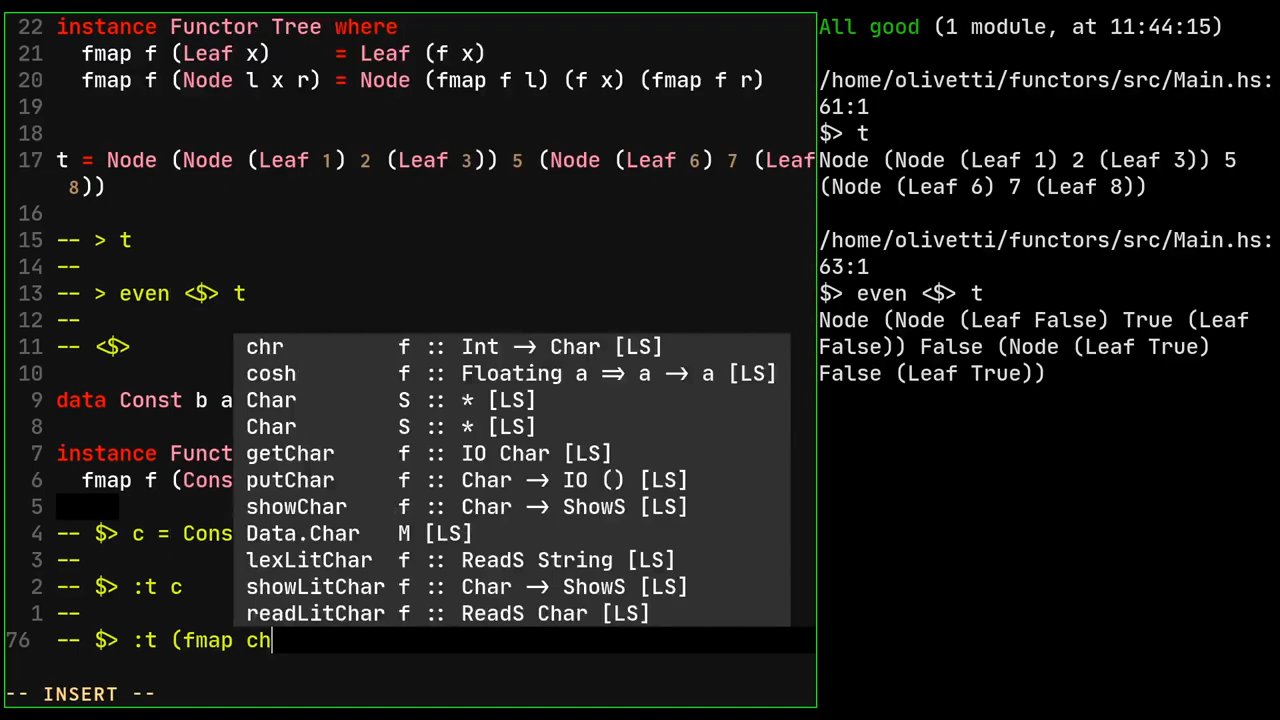 22 instance Functor Tree where
21   fmap f (Leaf x)     = Leaf (f x)
20   fmap f (Node l x r) = Node (fmap f l) (f x) (fmap f r)
19
18
17 t = Node (Node (Leaf 1) 2 (Leaf 3)) 5 (Node (Leaf 6) 7 (Leaf
8))
16
15 -- > t
14 --
13 -- > even <$> t
12 --
11 -- <$>
10
9 data Const b a
8
7 instance Funct
6   fmap f (Cons
5
4 -- $> c = Cons
3 --
2 -- $> :t c
1 --
76 -- $> :t (fmap ch
chr f :: Int -> Char [LS]
cosh f :: Floating a => a -> a [LS]
Char S :: * [LS]
Char S :: * [LS]
getChar f :: IO Char [LS]
putChar f :: Char -> IO () [LS]
showChar f :: Char -> ShowS [LS]
Data.Char M [LS]
lexLitChar f :: ReadS String [LS]
showLitChar f :: Char -> ShowS [LS]
readLitChar f :: ReadS Char [LS]
-- INSERT --
All good (1 module, at 11:44:15)
/home/olivetti/functors/src/Main.hs:
61:1
$> t
Node (Node (Leaf 1) 2 (Leaf 3)) 5
(Node (Leaf 6) 7 (Leaf 8))
/home/olivetti/functors/src/Main.hs:
63:1
$> even <$> t
Node (Node (Leaf False) True (Leaf
False)) False (Node (Leaf True)
False (Leaf True))